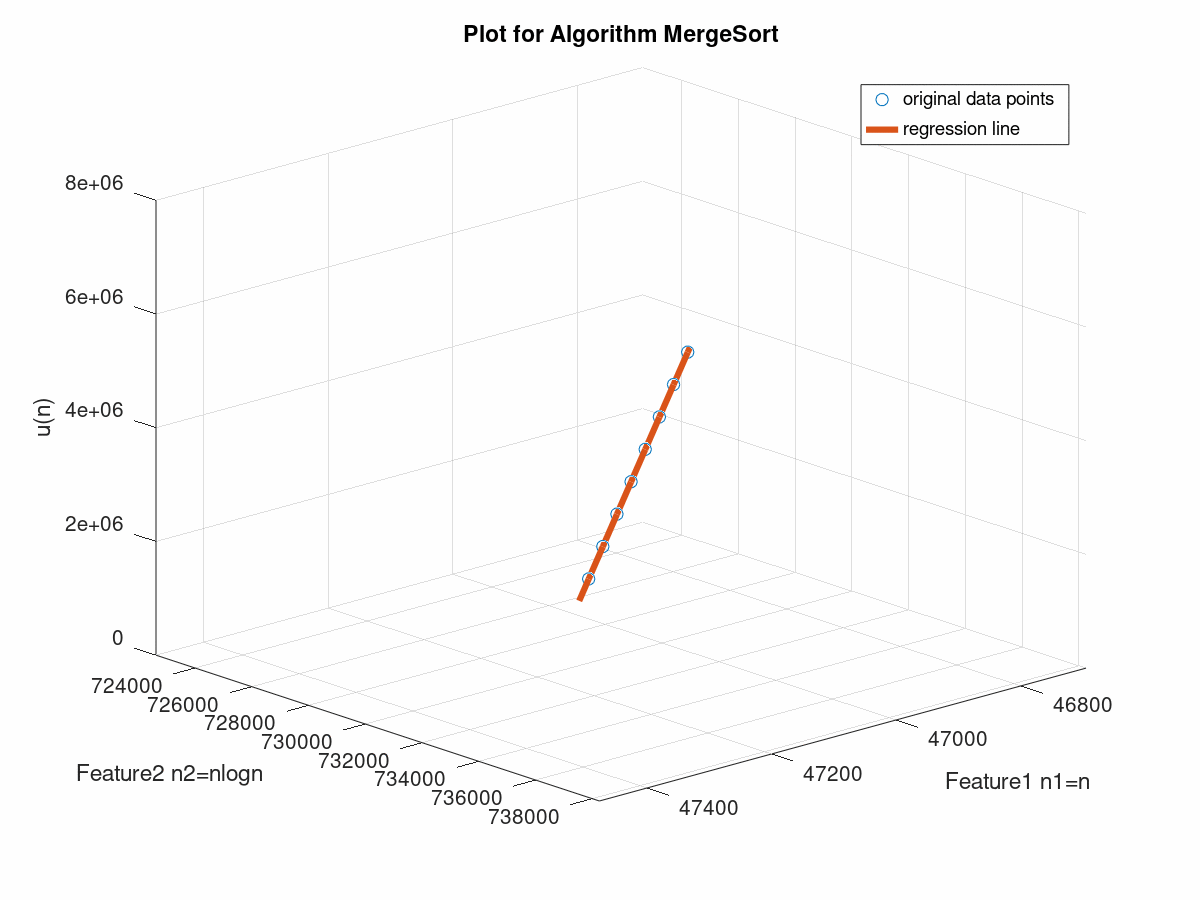 Plot for Algorithm MergeSort
original data points
regression line
8e+06
6e+06
4e+06
2e+06
0
u(n)
724000
726000
728000
730000
732000
734000
736000
738000
Feature2 n2=nlogn
46800
47000
47200
47400
Feature1 n1=n